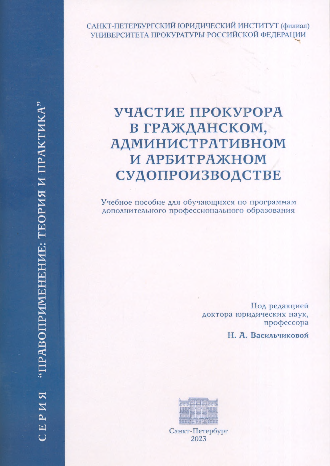 САНКТ-ПЕТЕРБУРГСКИЙ ЮРИДИЧЕСКИЙ ИНСТИТУТ (филиал)
УНИВЕРСИТЕТА ПРОКУРАТУРЫ РОССИЙСКОЙ ФЕДЕРАЦИИ
УЧАСТИЕ ПРОКУРОРА
В ГРАЖДАНСКОМ,
АДМИНИСТРАТИВНОМ
И АРБИТРАЖНОМ
СУДОПРОИЗВОДСТВЕ
Учебное пособие для обучающихся по программам
дополнительного профессионального образования
Под редакцией
доктора юридических наук,
профессора
Н. А. Васильчиковой
Санкт-Петербург
2023
СЕРИЯ "ПРАВОПРИМЕНЕНИЕ: ТЕОРИЯ И ПРАКТИКА"